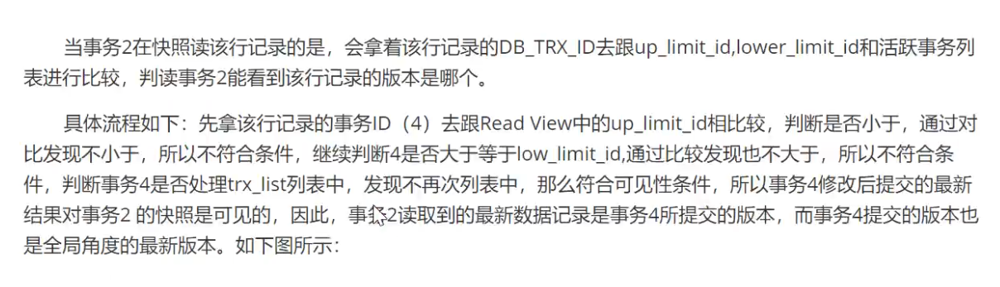 当事务2在快照读该行记录的是，会拿着该行记录的DB_TRX_ID去跟up_limit_id,lower_limit_id和活跃事务列
表进行比较，判读事务2能看到该行记录的版本是哪个。
具体流程如下：先拿该行记录的事务ID（4）去跟Read View中的up_limit_id相比较，判断是否小于，通过对
比发现不小于，所以不符合条件，继续判断4是否大于等于low_limit_id,通过比较发现也不大于，所以不符合条
件，判断事务4是否处理trx_list列表中，发现不再次列表中，那么符合可见性条件，所以事务4修改后提交的最新
结果对事务2 的快照是可见的，因此，事务2读取到的最新数据记录是事务4所提交的版本，而事务4提交的版本也
是全局角度的最新版本。如下图所示：